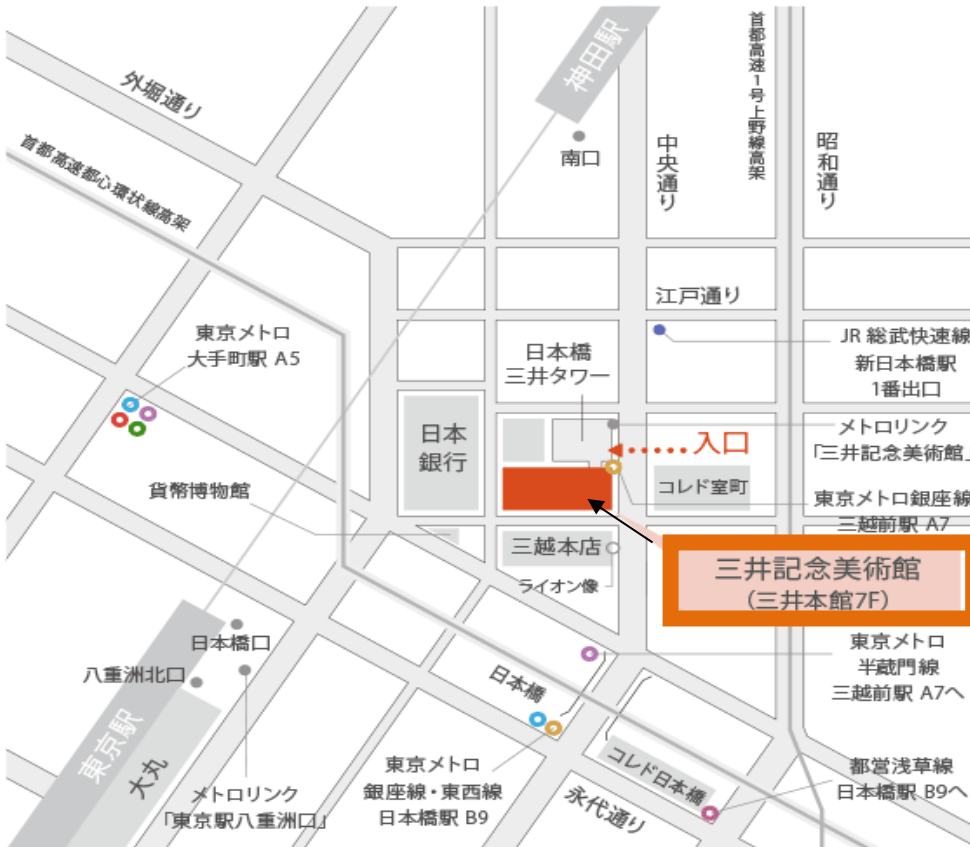 神田駅
南口
外堀通り
首都高速都心環状線高架
首都高速1号上野線高架
中央通り
昭和通り
江戸通り
東京メトロ
大手町駅 A5
日本橋
三井タワー
JR 総武快速線
新日本橋駅
1番出口
日本
銀行
入口
メトロリンク
「三井記念美術館」
コレド室町
東京メトロ銀座線
三越前駅 A7
貨幣博物館
三越本店
ライオン像
三井記念美術館
(三井本館7F)
日本橋口
八重洲北口
東京駅
大丸
メトロリンク
「東京駅八重洲口」
日本橋
東京メトロ
半蔵門線
三越前駅 A7へ
東京メトロ
銀座線・東西線
日本橋駅 B9
コレド日本橋
永代通り
都営浅草線
日本橋駅 B9へ